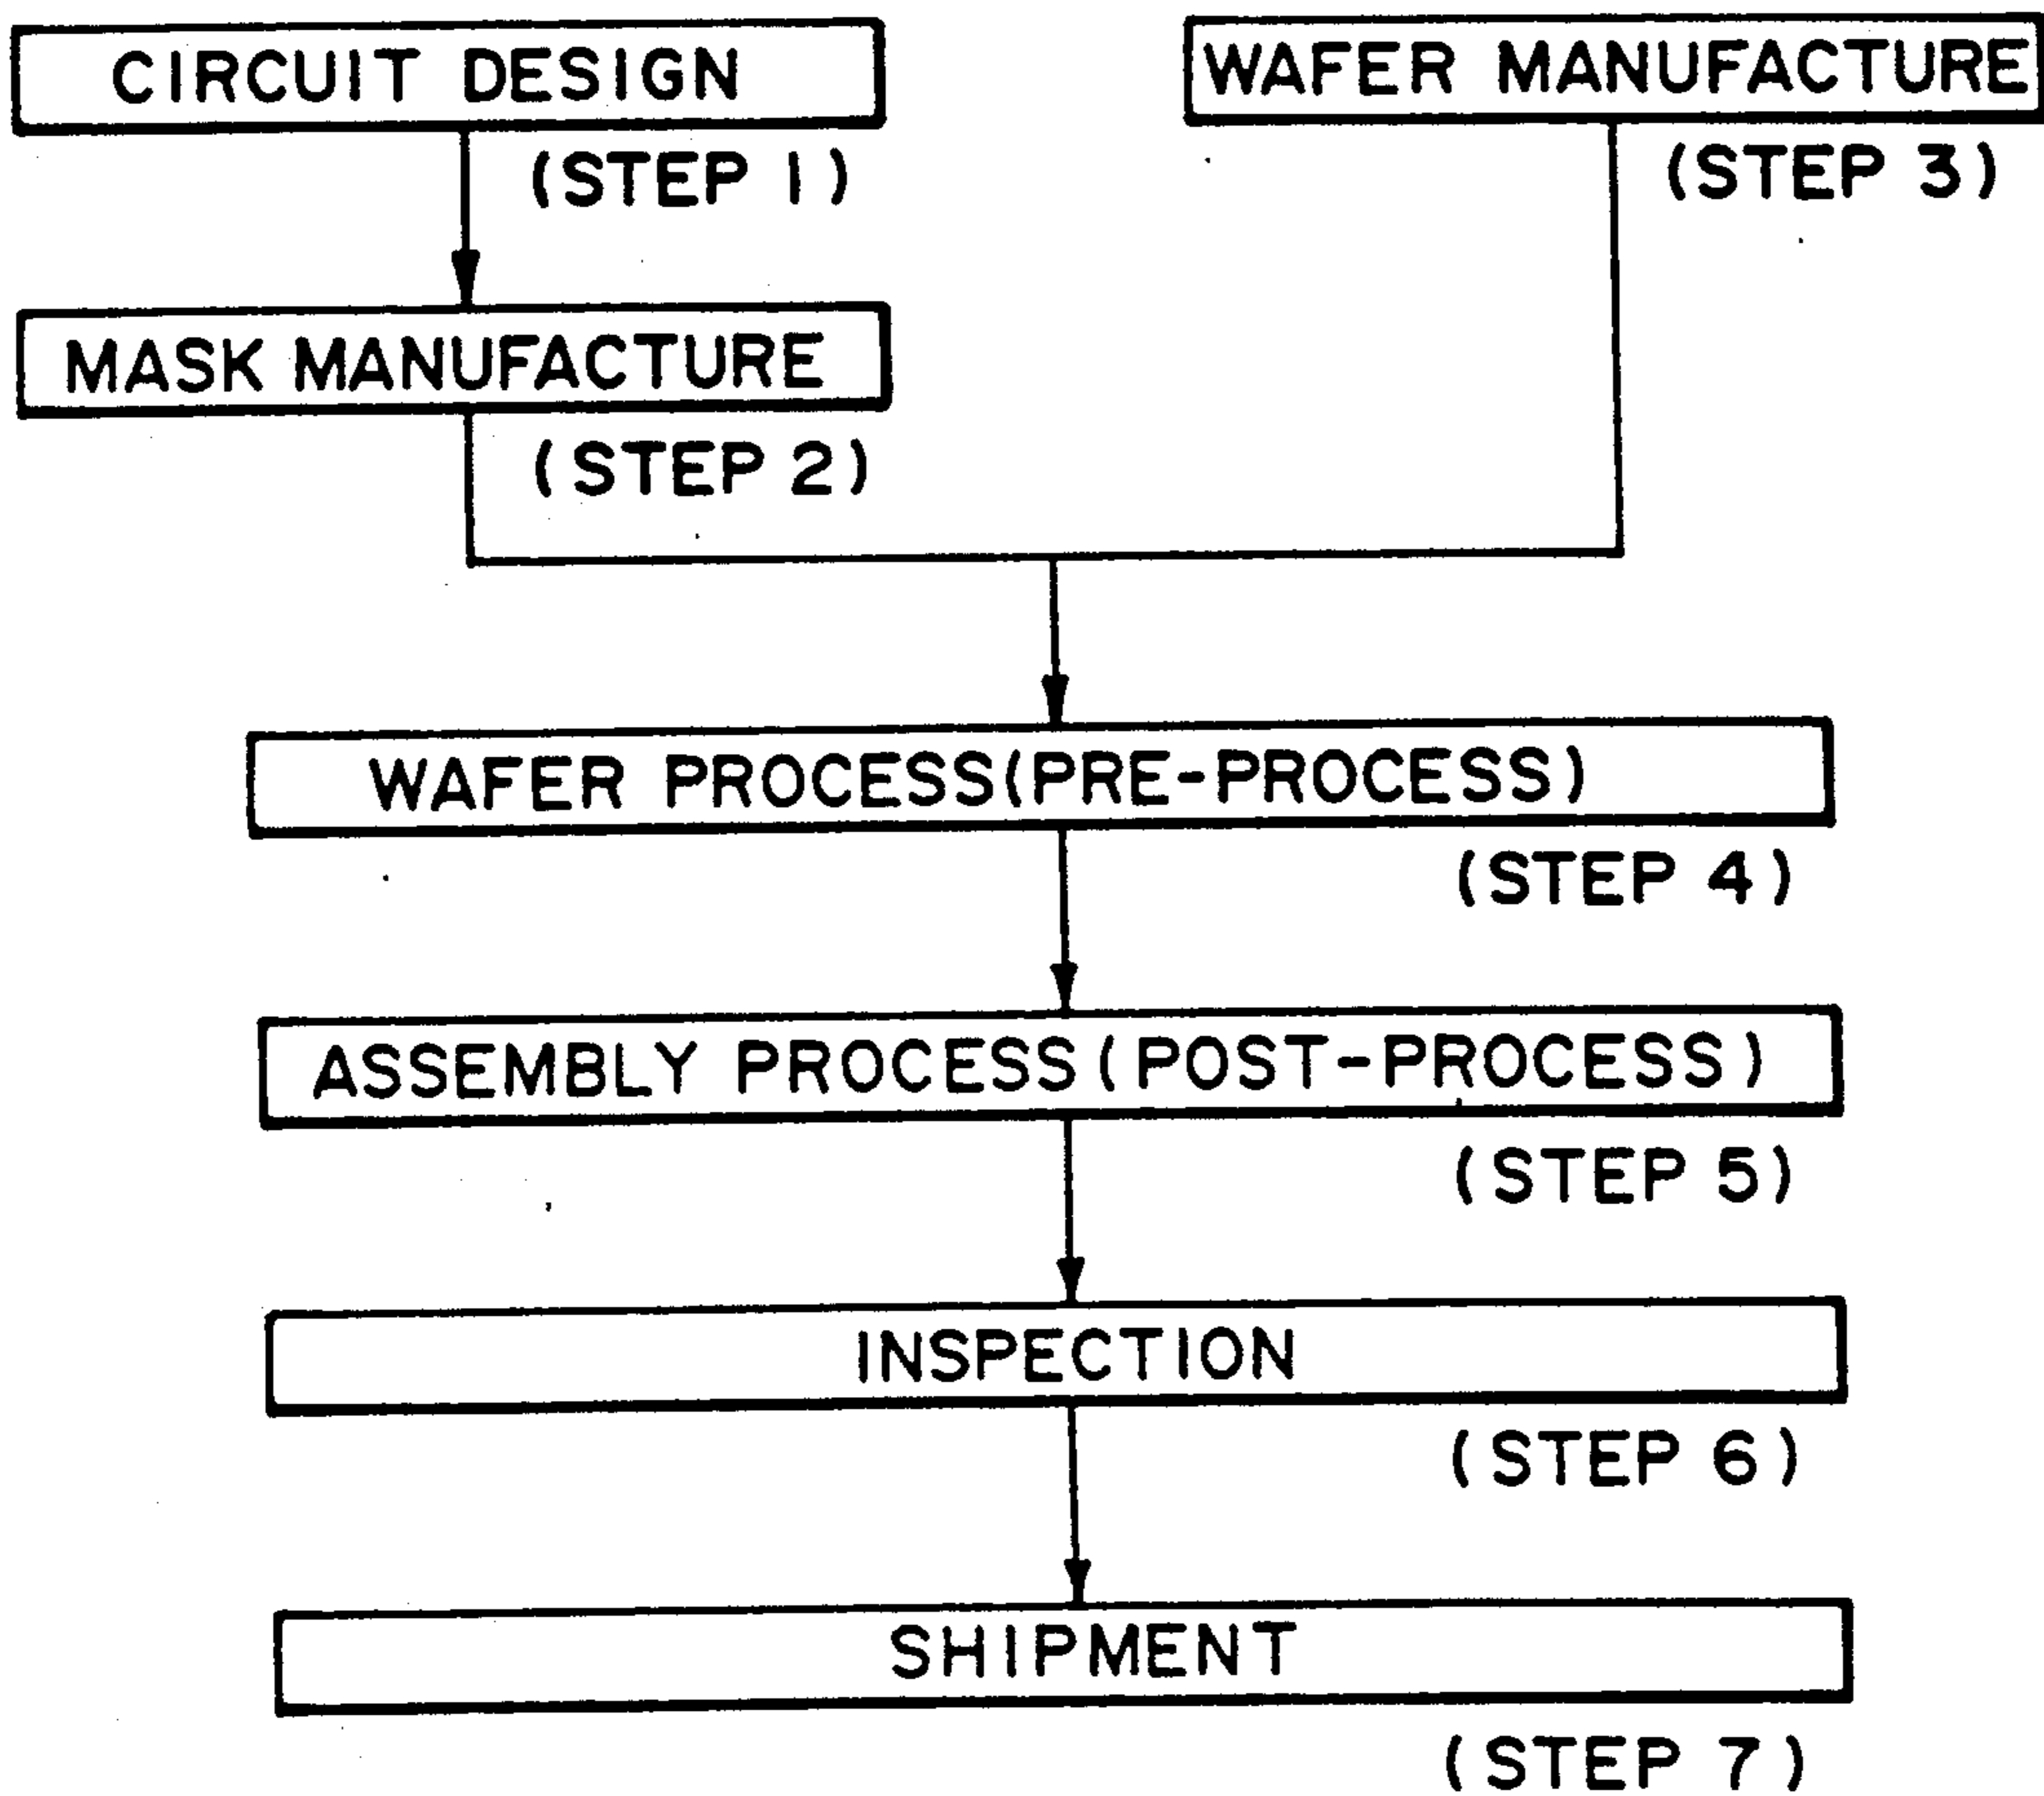 CIRCUIT DESIGN
(STEP 1)
MASK MANUFACTURE
(STEP 2)
WAFER MANUFACTURE
(STEP 3)
WAFER PROCESS(PRE-PROCESS)
(STEP 4)
ASSEMBLY PROCESS(POST-PROCESS)
(STEP 5)
INSPECTION
(STEP 6)
SHIPMENT
(STEP 7)